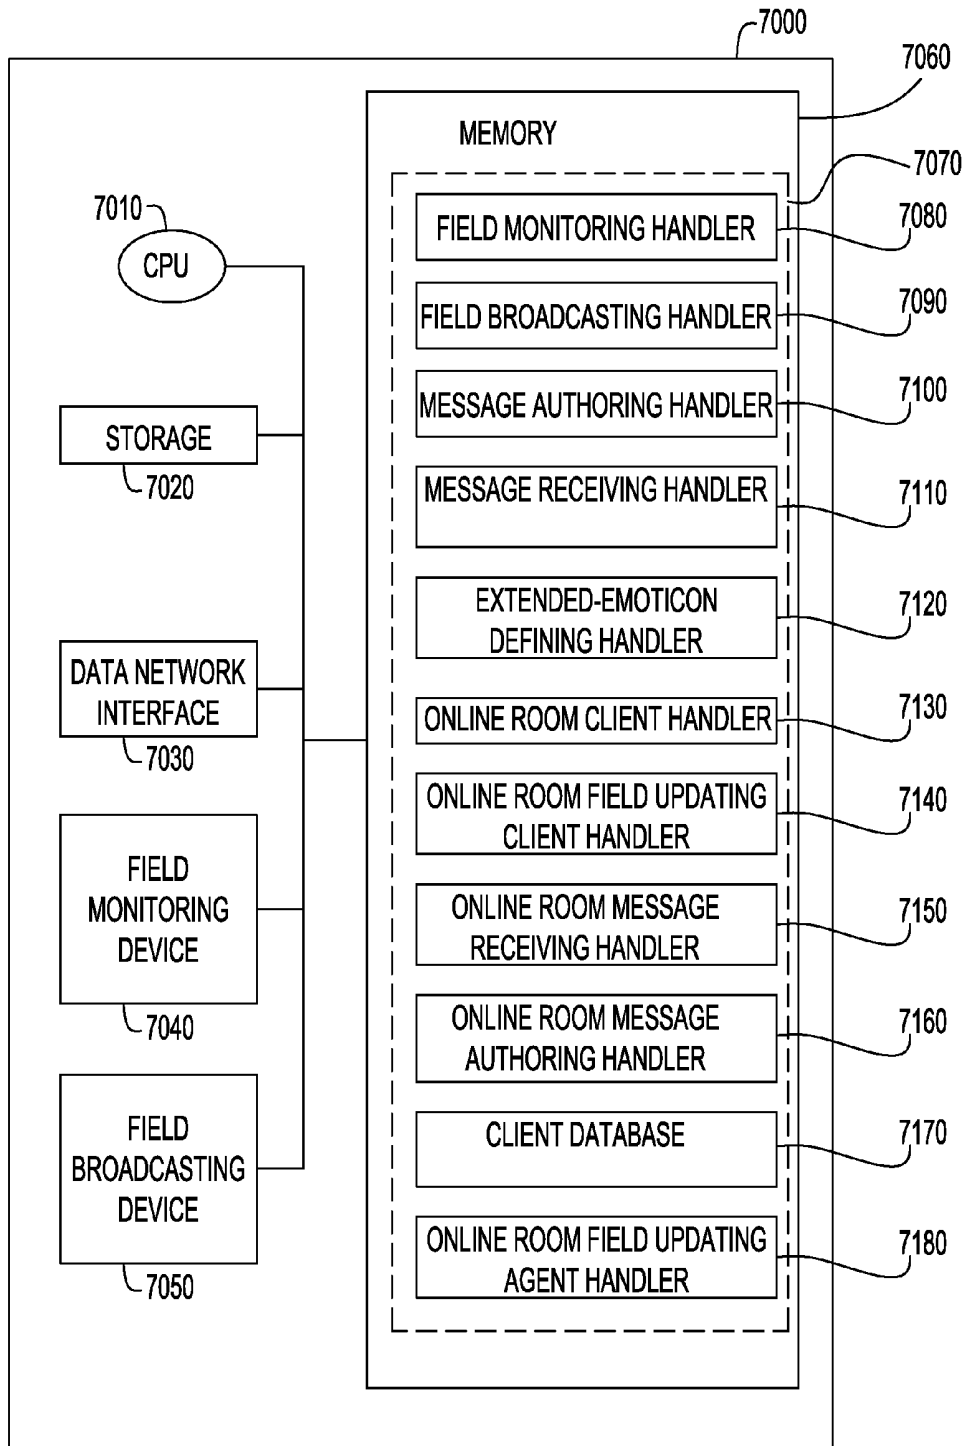 7000
7060
MEMORY
7070
7010
CPU
FIELD MONITORING HANDLER
7080
FIELD BROADCASTING HANDLER
7090
MESSAGE AUTHORING HANDLER
7100
STORAGE
7020
MESSAGE RECEIVING HANDLER
7110
EXTENDED-EMOTICON
DEFINING HANDLER
7120
DATA NETWORK
INTERFACE
7030
ONLINE ROOM CLIENT HANDLER
7130
ONLINE ROOM FIELD UPDATING
CLIENT HANDLER
7140
FIELD
MONITORING
DEVICE
7040
ONLINE ROOM MESSAGE
RECEIVING HANDLER
7150
ONLINE ROOM MESSAGE
AUTHORING HANDLER
7160
FIELD
BROADCASTING
DEVICE
7050
CLIENT DATABASE
7170
ONLINE ROOM FIELD UPDATING
AGENT HANDLER
7180